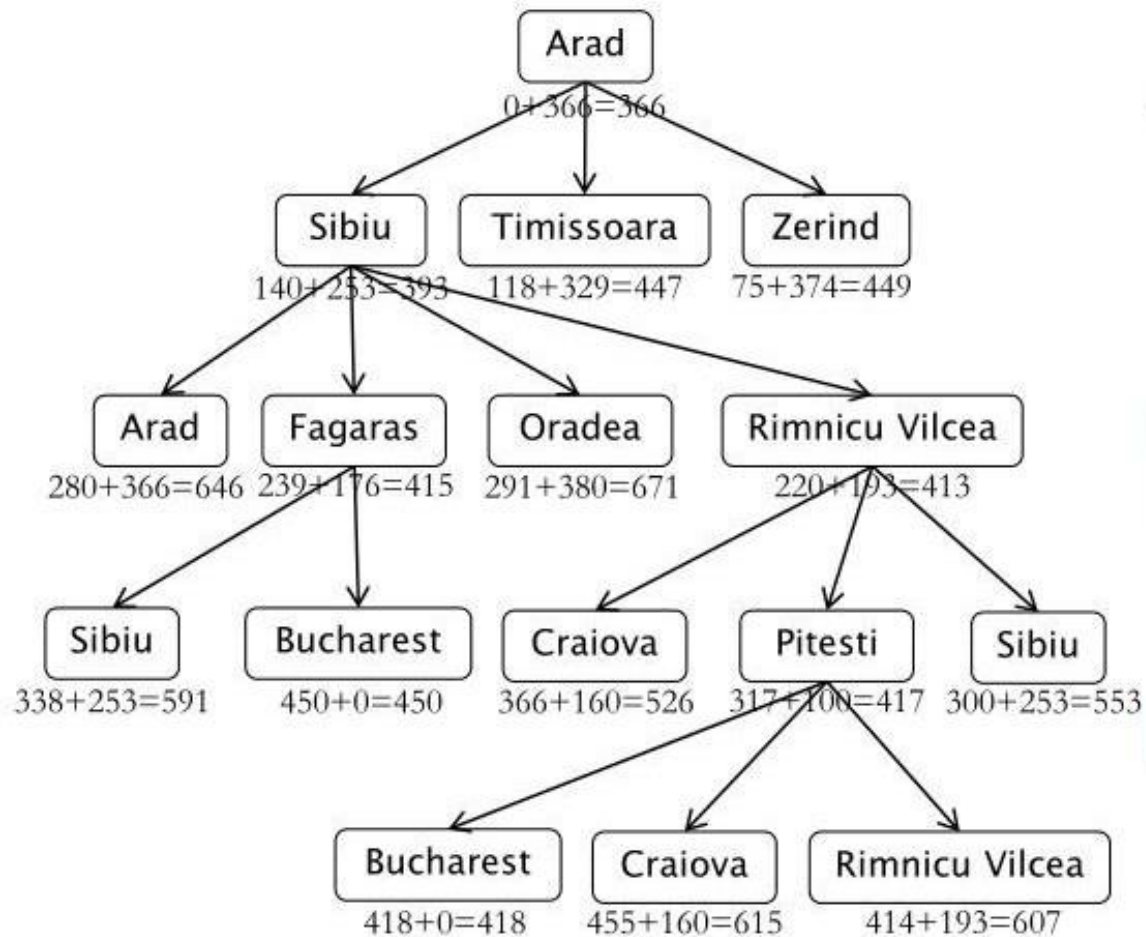 Arad
0+366=366
Sibiu Timissoara Zerind
140+253=393 118+329=447 75+374=449
Arad Fagaras Oradea Rimnicu Vilcea
280+366=646 239+176=415 291+380=671 220+193=413
Sibiu Bucharest Craiova Pitesti Sibiu
338+253=591 450+0=450 366+160=526 317+100=417 300+253=553
Bucharest Craiova Rimnicu Vilcea
418+0=418 455+160=615 414+193=607